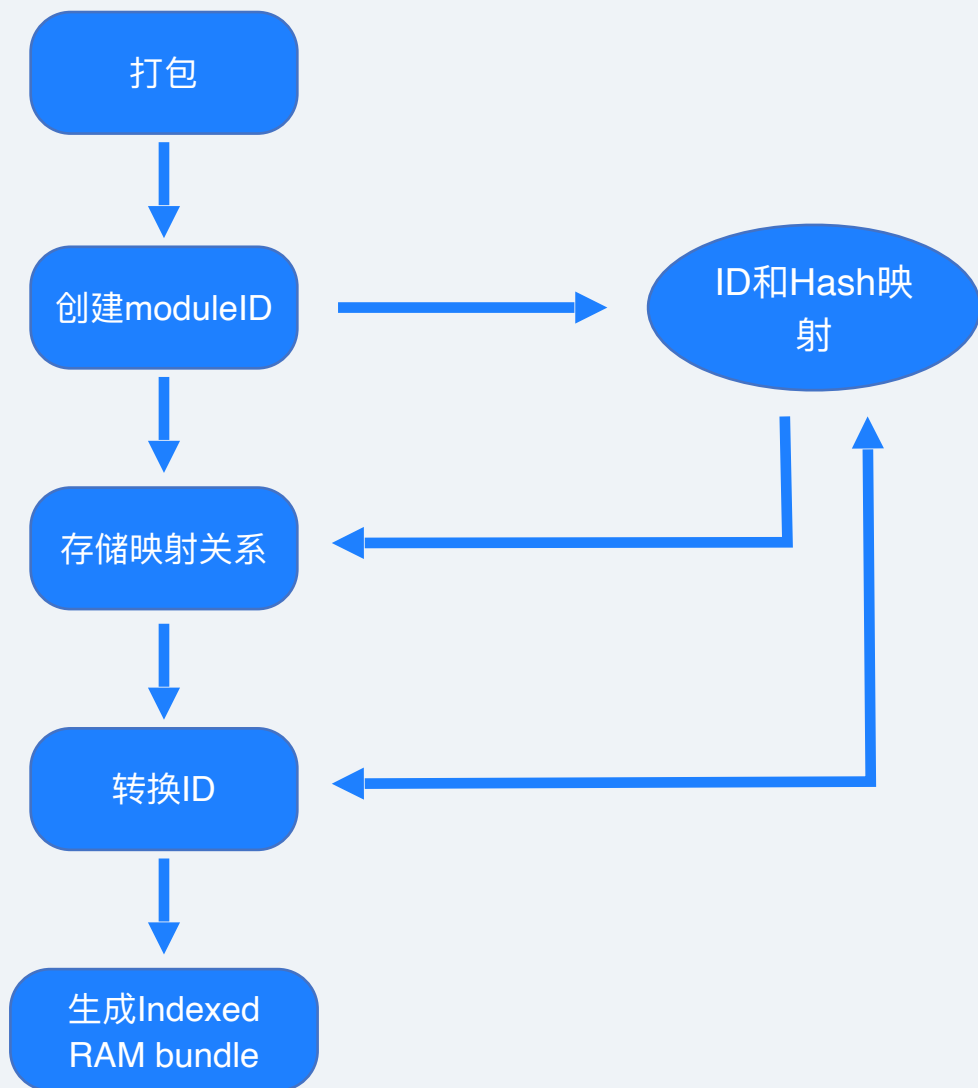 打包
创建moduleID
ID和Hash映
射
存储映射关系
转换ID
生成Indexed
RAM bundle